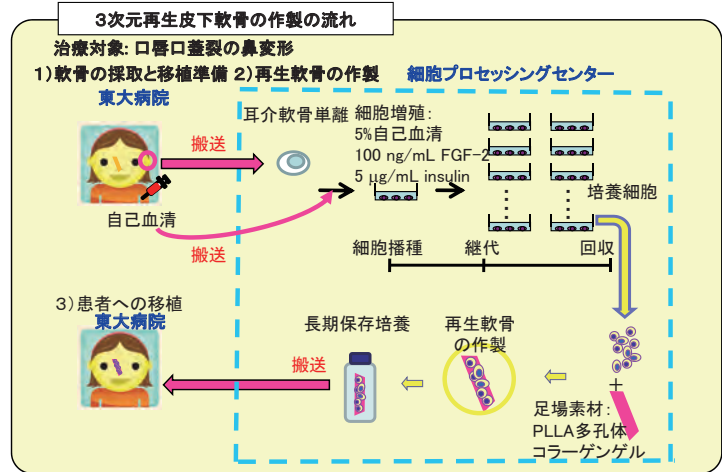 3次元再生皮下軟骨の作製の流れ
治療対象: 口唇口蓋裂の鼻変形
1)軟骨の採取と移植準備 2)再生軟骨の作製
細胞プロセッシングセンター
東大病院
搬送
耳介軟骨単離
細胞増殖:
5%自己血清
100 ng/mL FGF-2
5 μg/mL insulin
培養細胞
自己血清
搬送
細胞播種
継代
回収
3)患者への移植
東大病院
搬送
長期保存培養
再生軟骨
の作製
+
足場素材:
PLLA多孔体
コラーゲンゲル